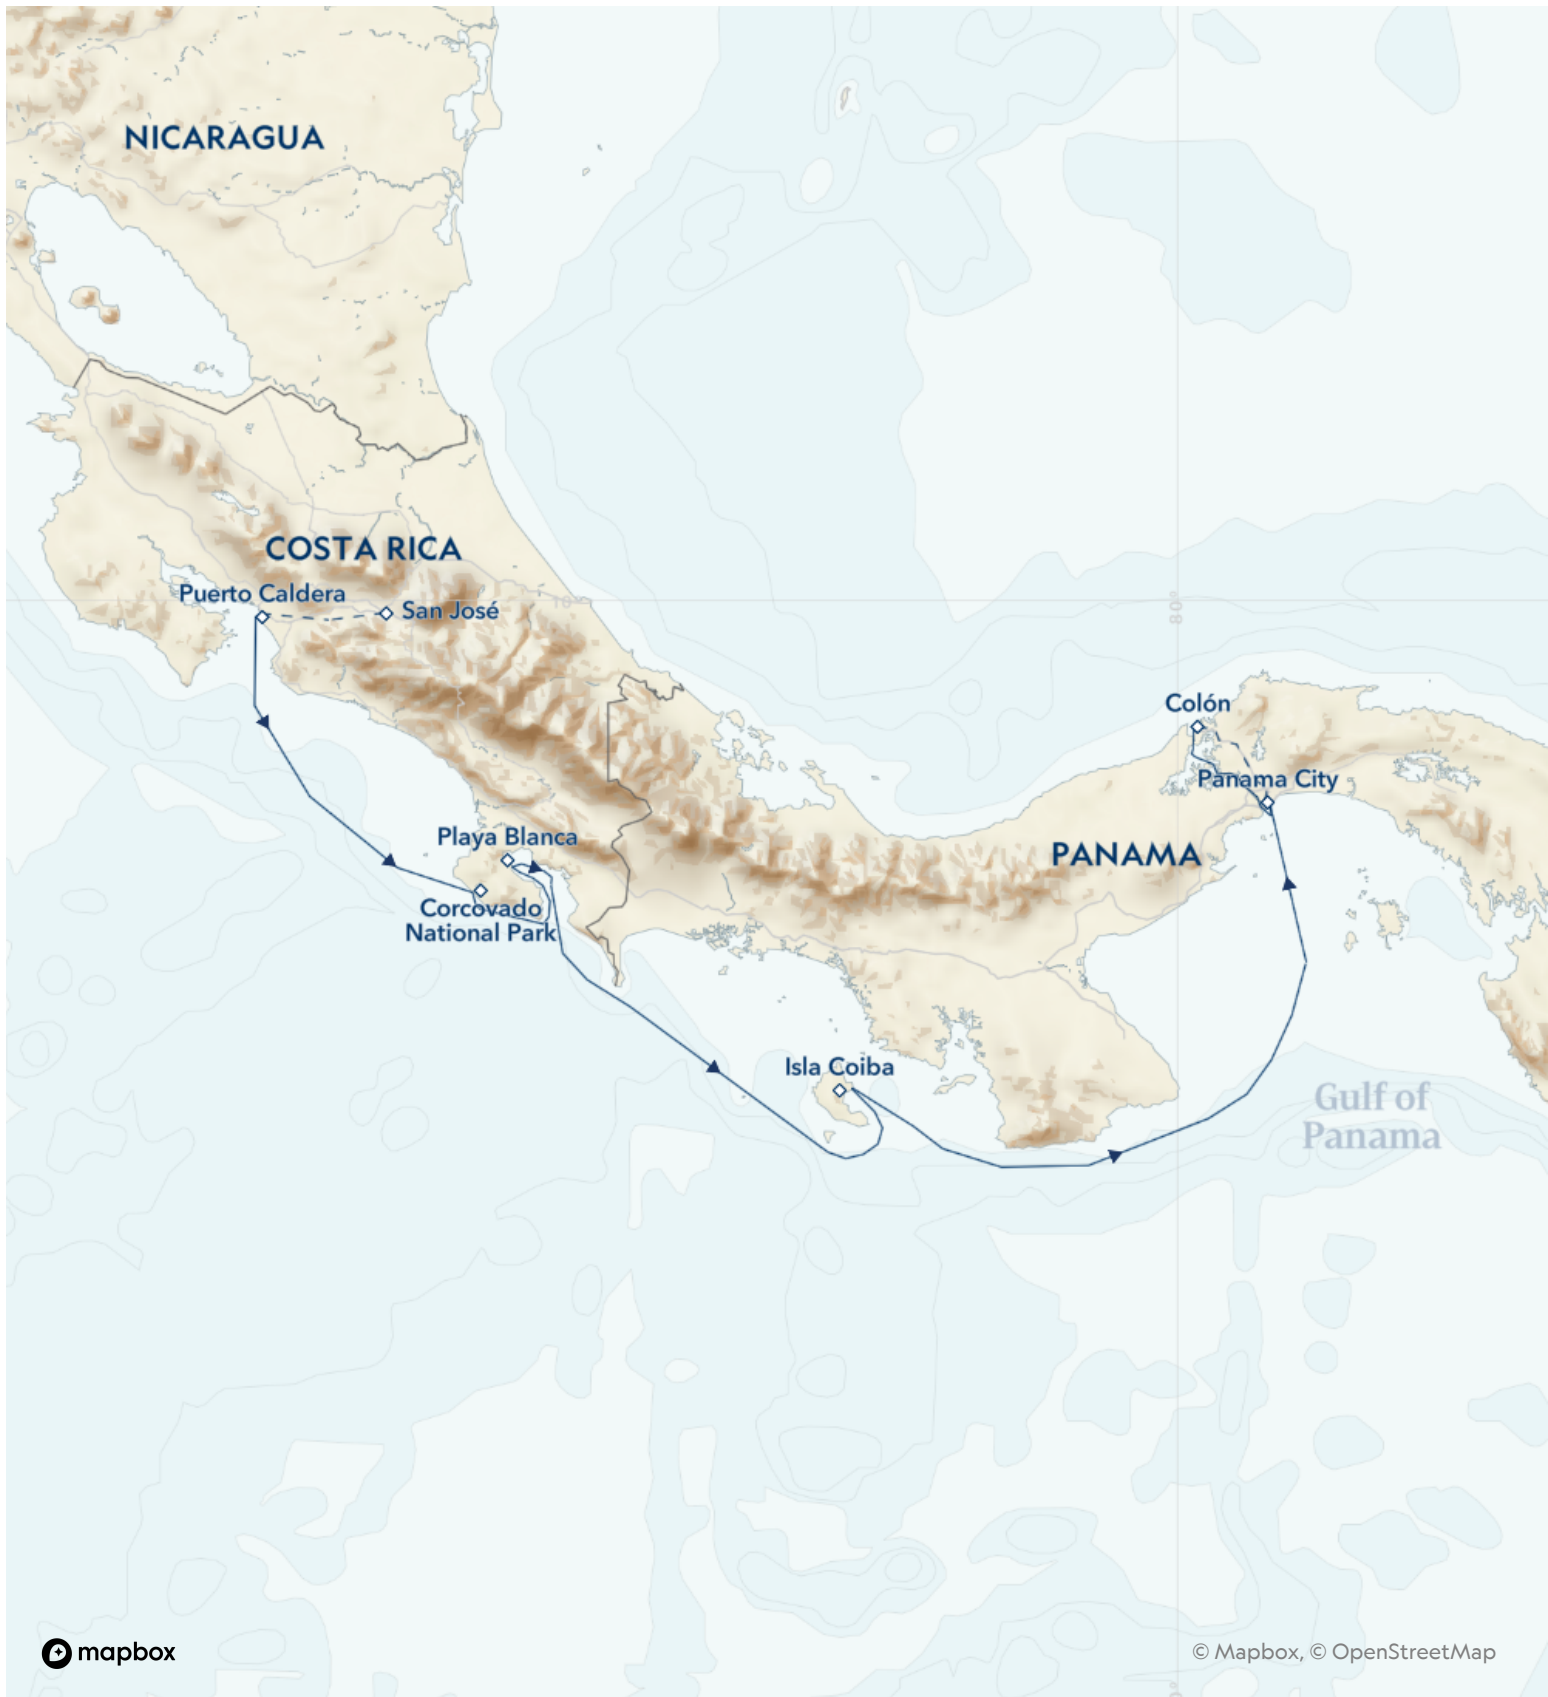 NICARAGUA
COSTA RICA
Puerto Caldera
San José
10°
80°
Colón
Panama City
Playa Blanca
PANAMA
Corcovado
National Park
Isla Coiba
Gulf of
Panama
mapbox
© Mapbox, © OpenStreetMap